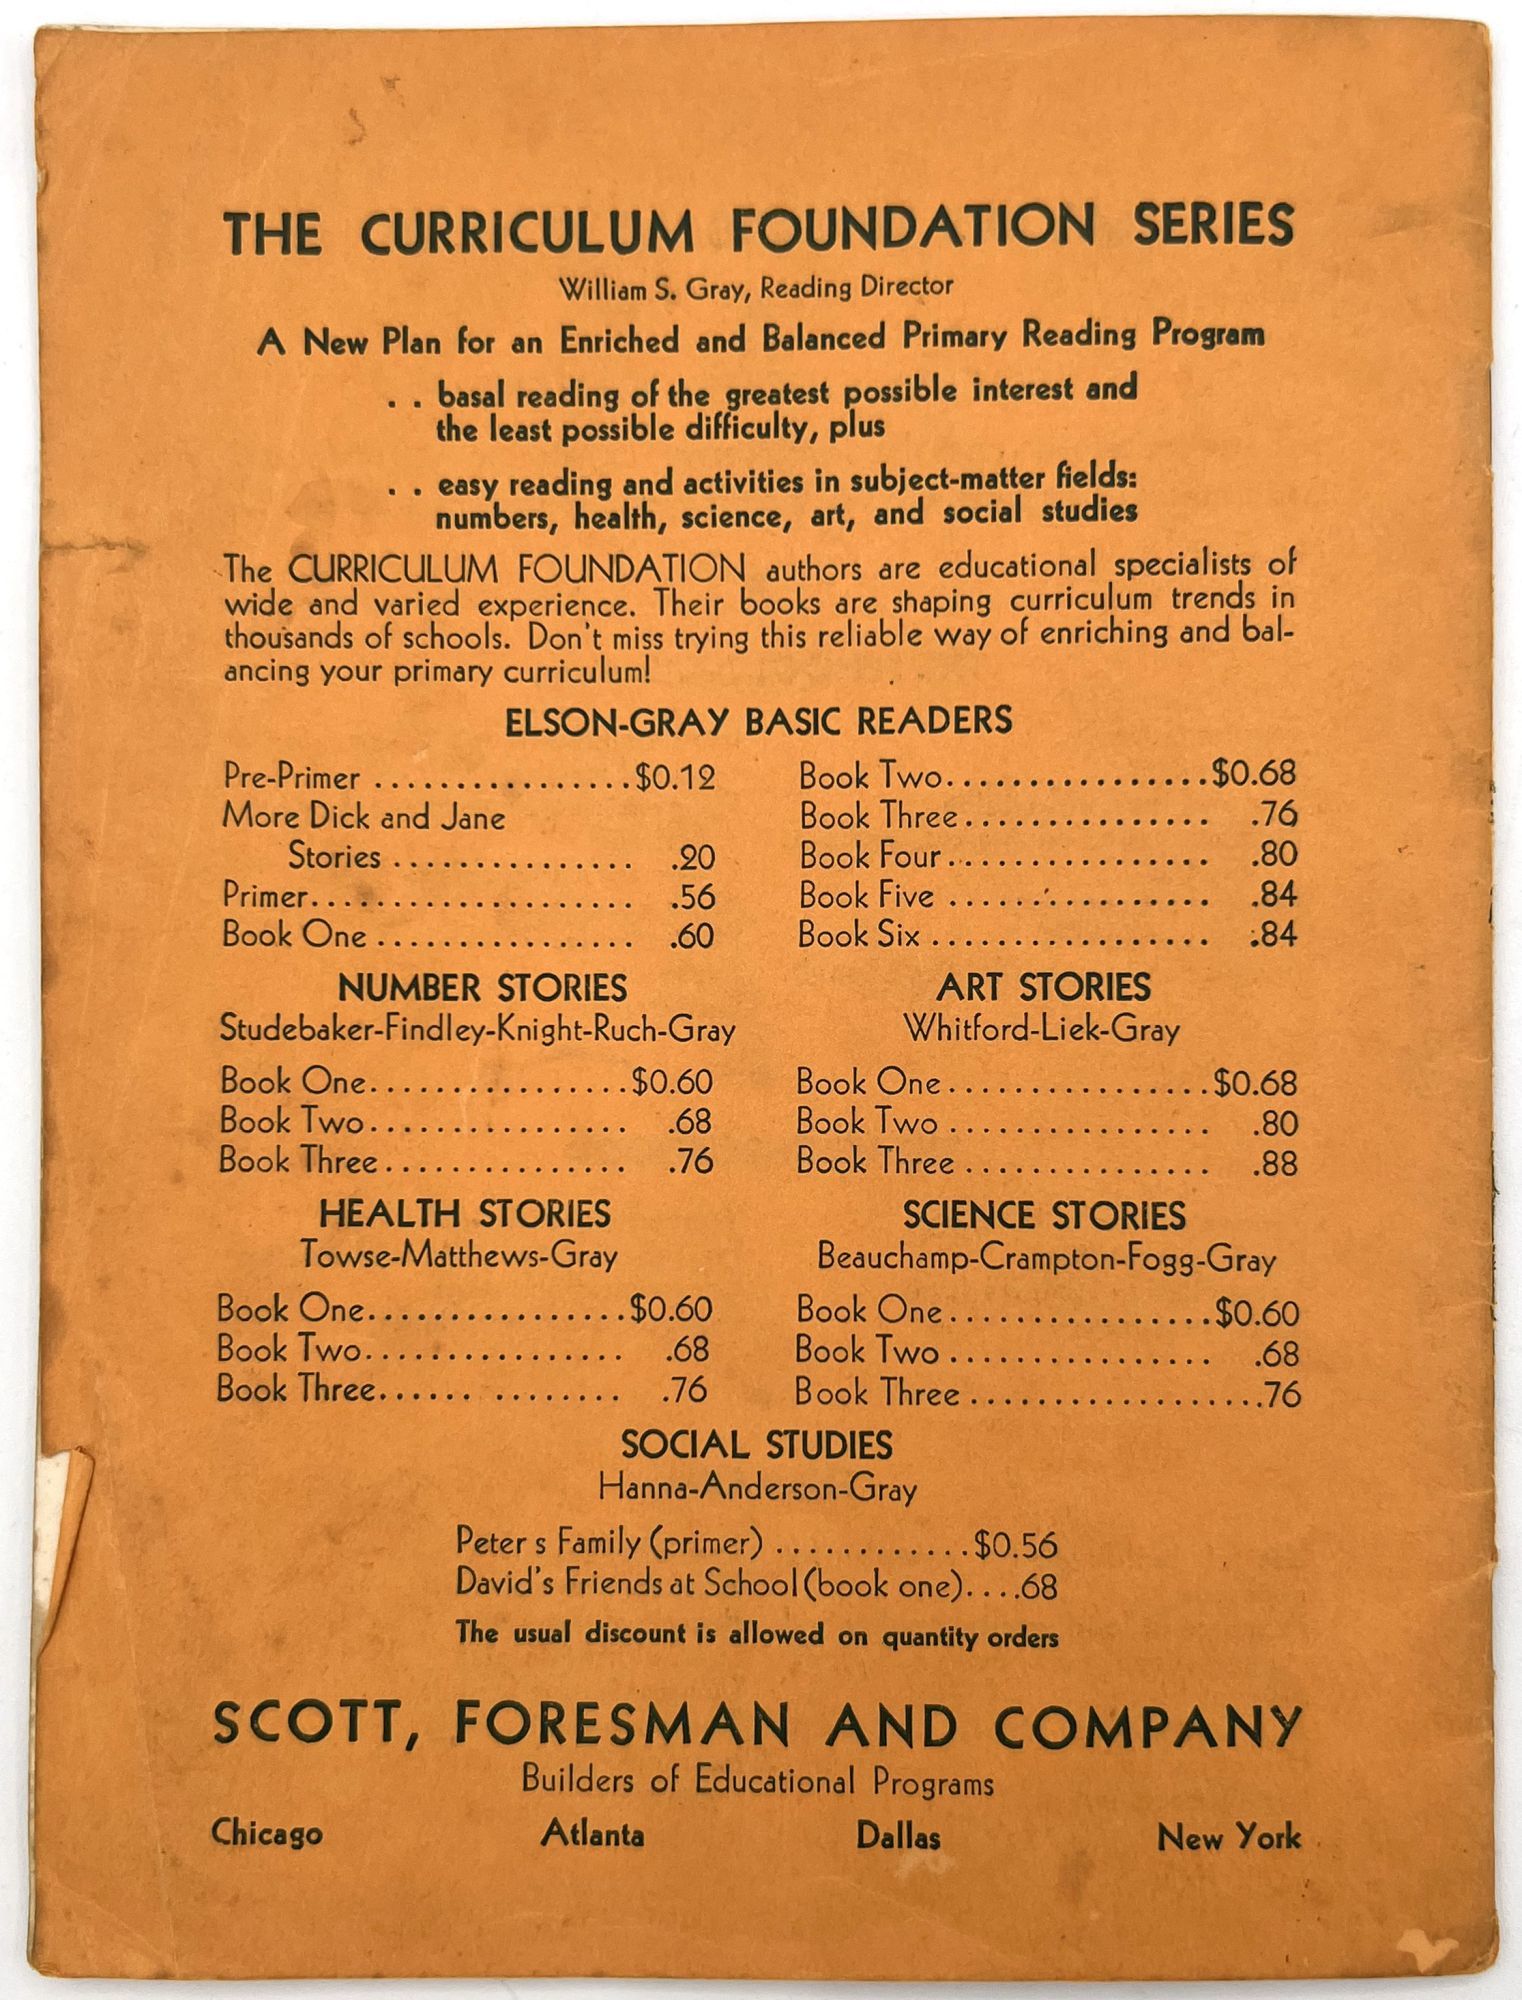 THE CURRICULUM FOUNDATION SERIES
William S. Gray, Reading Director
A New Plan for an Enriched and Balanced Primary Reading Program
. . basal reading of the greatest possible interest and
the least possible difficulty, plus
. . easy reading and activities in subject-matter fields:
numbers, health, science, art, and social studies
The CURRICULUM FOUNDATION authors are educational specialists of
wide and varied experience. Their books are shaping curriculum trends in
thousands of schools. Don't miss trying this reliable way of enriching and bal-
ancing your primary curriculum!
ELSON-GRAY BASIC READERS
Pre-Primer ................$0.12
More Dick and Jane
Stories ............... .20
Primer.................... .56
Book One ................ .60
Book Two................$0.68
Book Three............... .76
Book Four................ .80
Book Five ................ .84
Book Six ................. .84
NUMBER STORIES
Studebaker-Findley-Knight-Ruch-Gray
Book One................$0.60
Book Two................ .68
Book Three............... .76
ART STORIES
Whitford-Liek-Gray
Book One................$0.68
Book Two ................ .80
Book Three ............... .88
HEALTH STORIES
Towse-Matthews-Gray
Book One................$0.60
Book Two................ .68
Book Three...... ........ .76
SCIENCE STORIES
Beauchamp-Crampton-Fogg-Gray
Book One................$0.60
Book Two ................ .68
Book Three ..................76
SOCIAL STUDIES
Hanna-Anderson-Gray
Peter s Family (primer) ............$0.56
David's Friends at School (book one)....68
The usual discount is allowed on quantity orders
SCOTT, FORESMAN AND COMPANY
Builders of Educational Programs
Chicago Atlanta Dallas New York